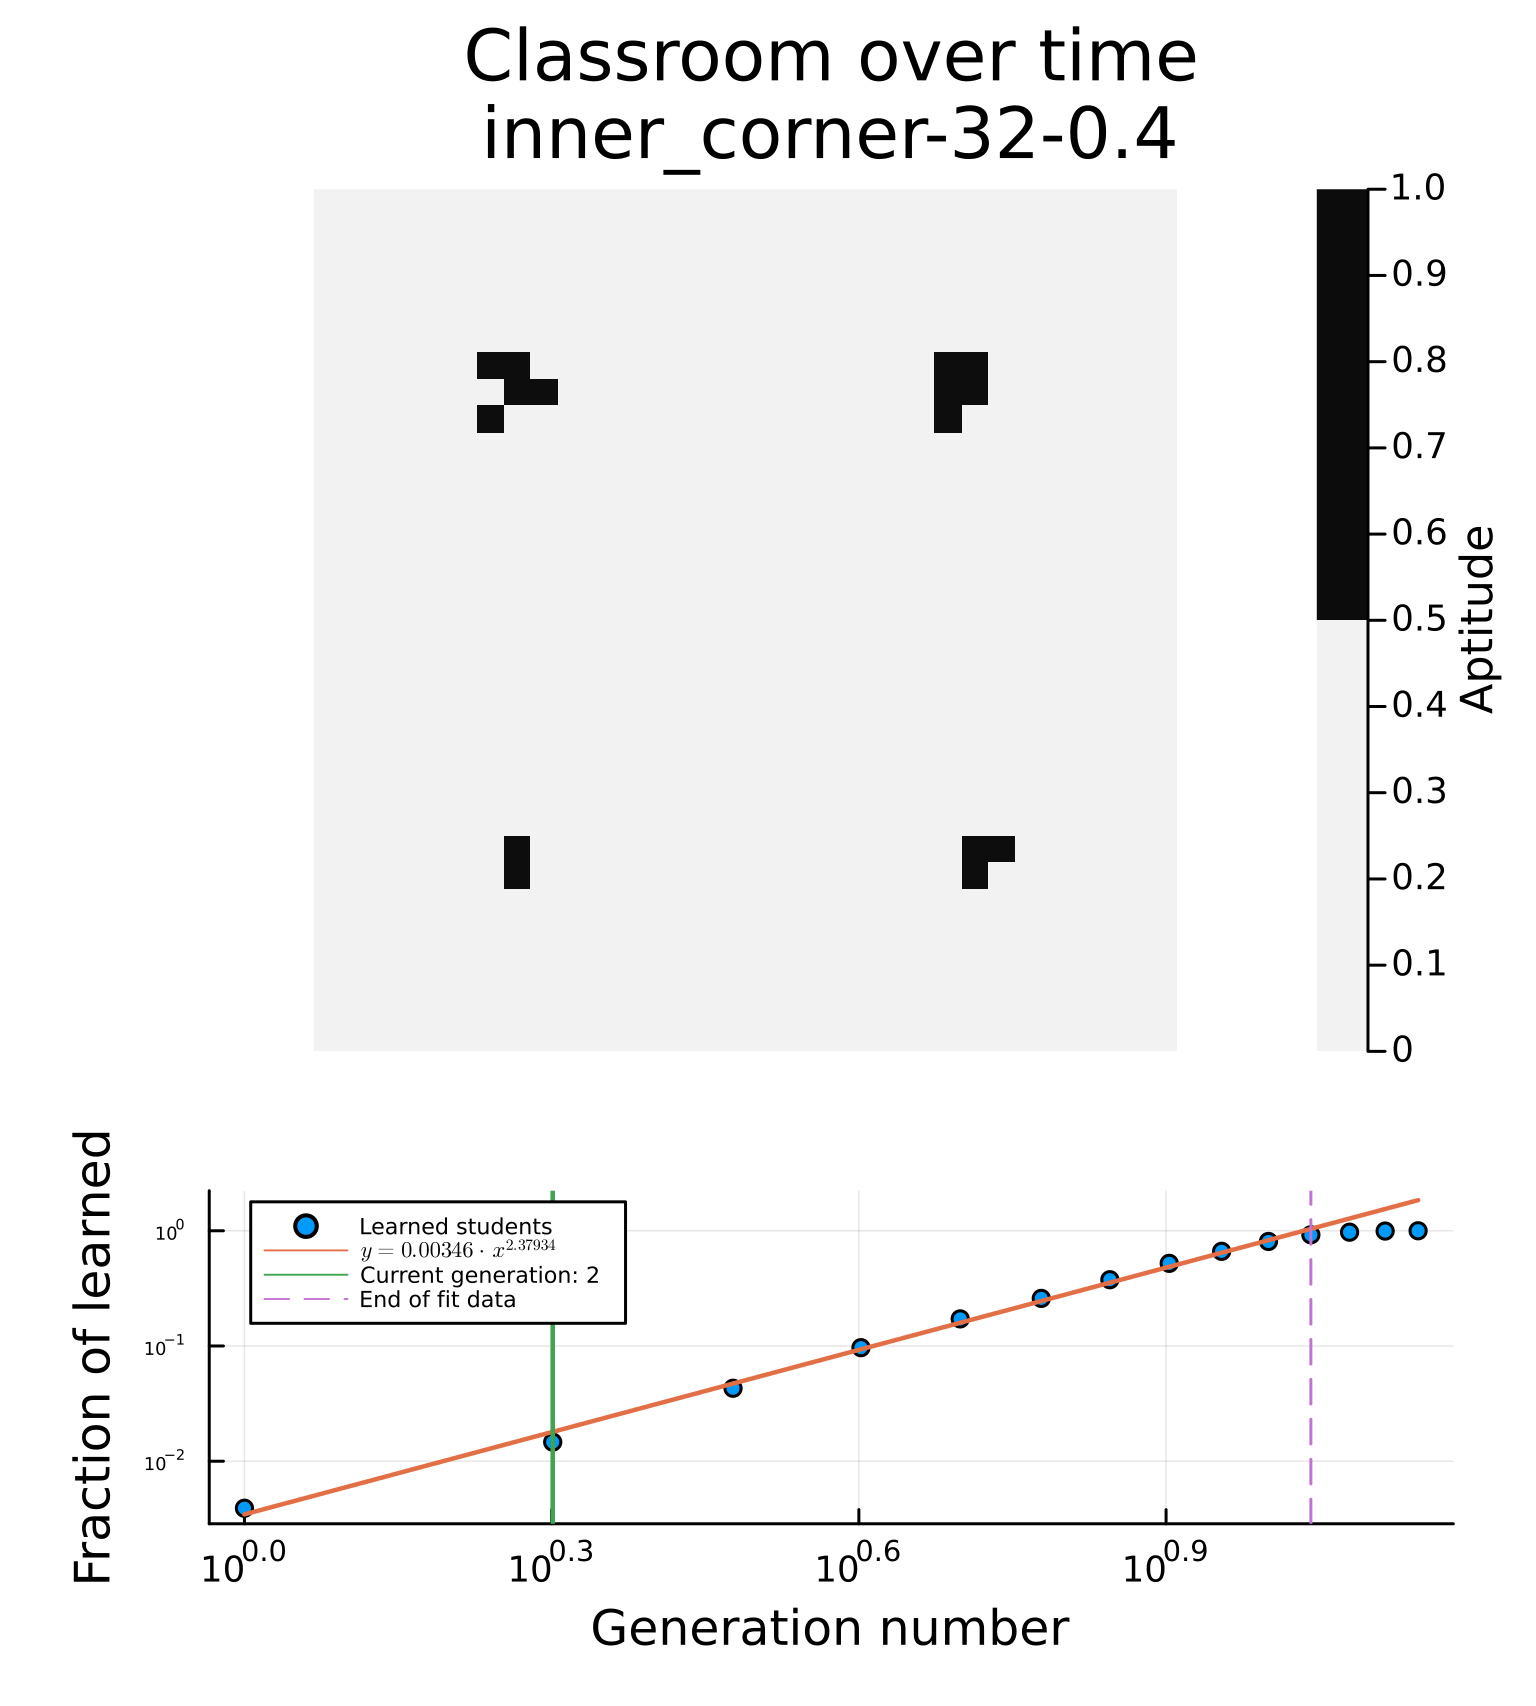 Classroom over time
inner_corner-32-0.4
1.0
0.9
0.8
0.7
0.6
0.5
0.4
0.3
0.2
0.1
0
Aptitude
Fraction of learned
10^0
10^-1
10^-2
Learned students
y = 0.00346 · x^2.37934
Current generation: 2
End of fit data
10^0.0 10^0.3 10^0.6 10^0.9
Generation number